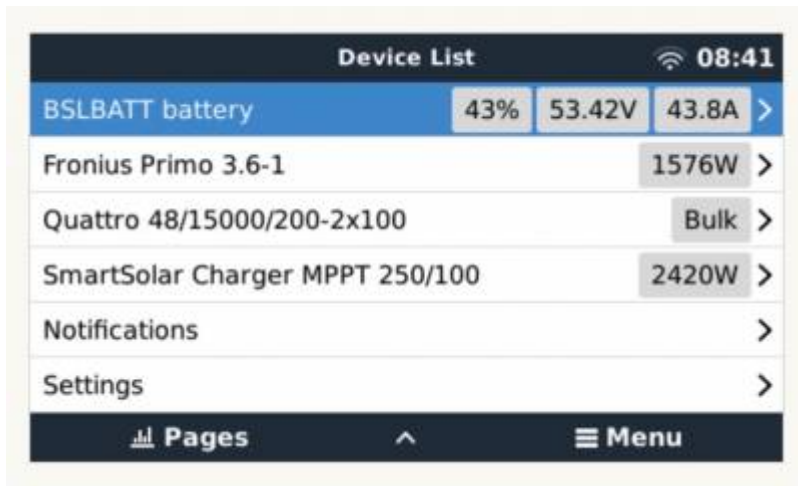 Device List 08:41
BSLBATT battery 43% 53.42V 43.8A
Fronius Primo 3.6-1 1576W
Quattro 48/15000/200-2x100 Bulk
SmartSolar Charger MPPT 250/100 2420W
Notifications
Settings
Pages Menu